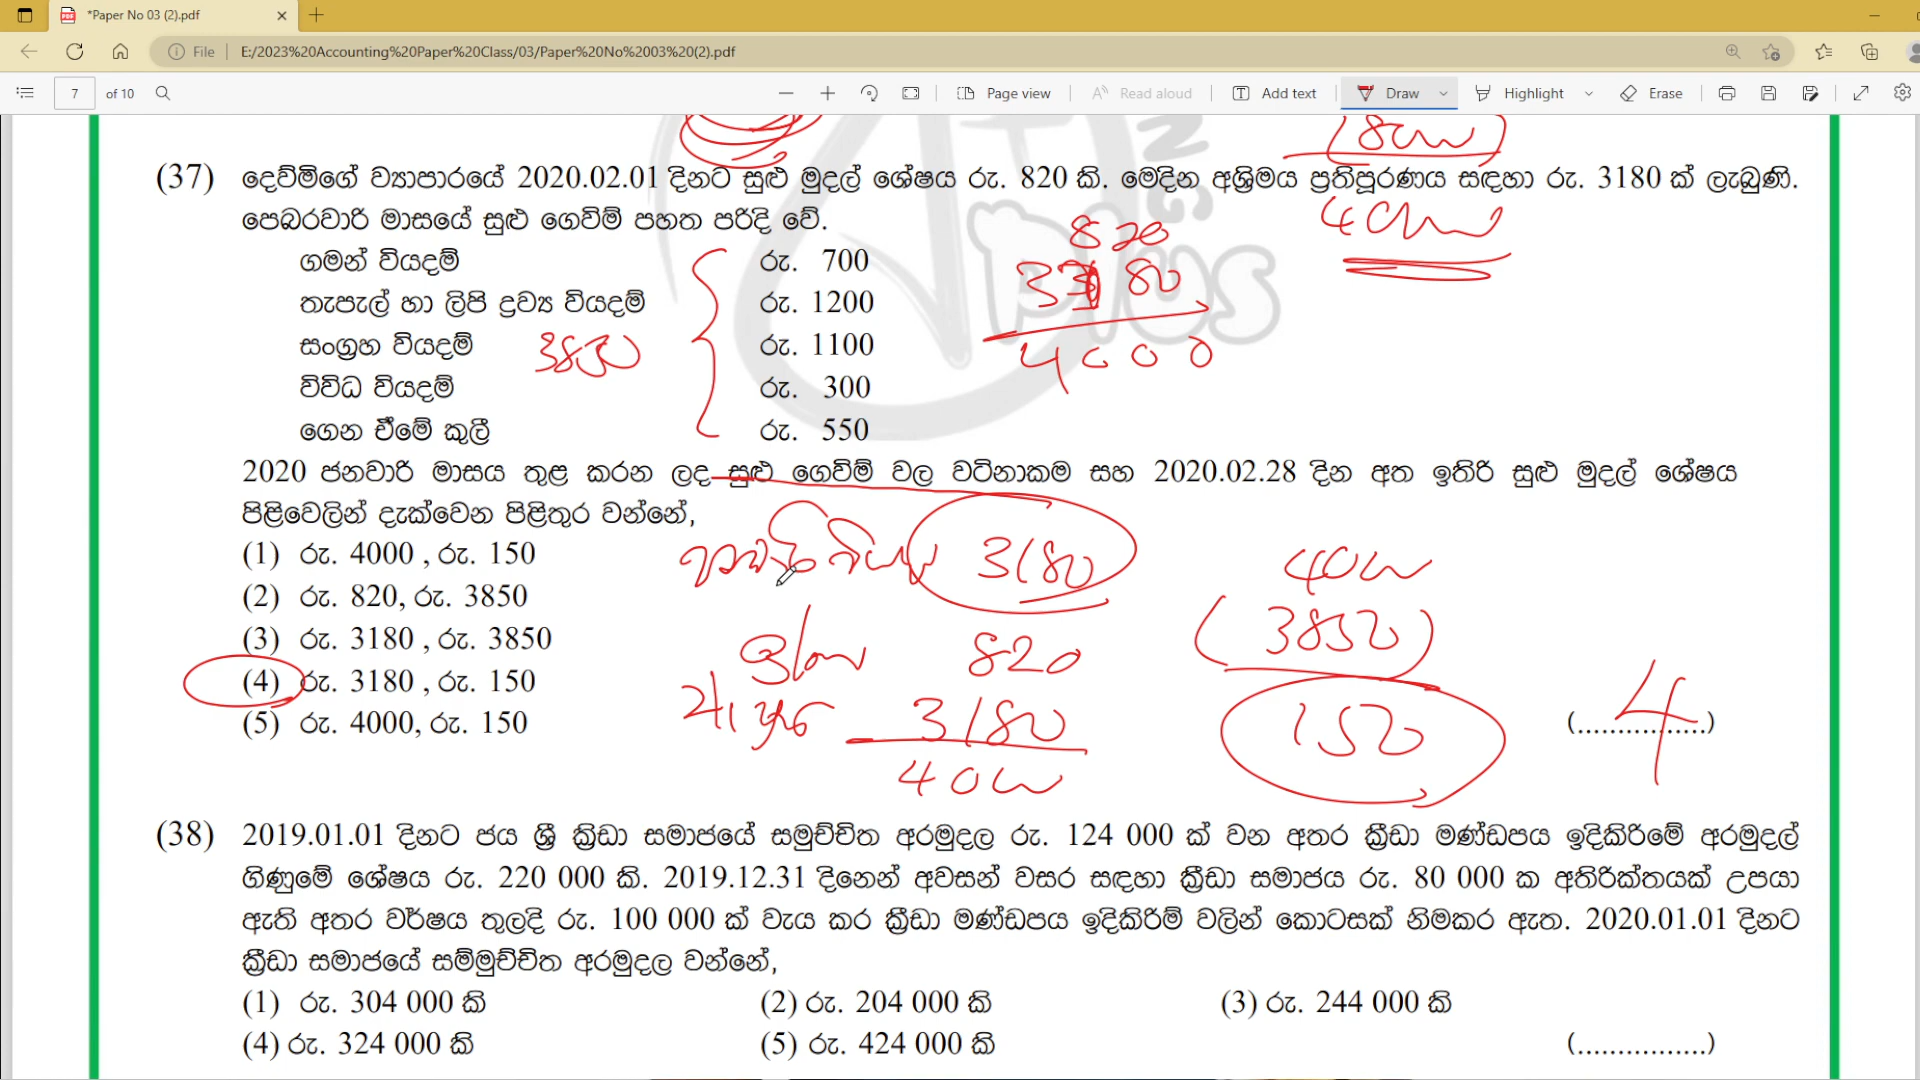 *Paper No 03 (2).pdf
File E:/2023%20Accounting%20Paper%20Class/03/Paper%20No%2003%20(2).pdf
7 of 10 Page view Read aloud Add text Draw Highlight Erase
(37) දෙව්මිගේ ව්‍යාපාරයේ 2020.02.01 දිනට සුළු මුදල් ශේෂය රු. 820 කි. මෙදින අග්‍රිමය ප්‍රතිපූරණය සඳහා රු. 3180 ක් ලැබුණි.
පෙබරවාරි මාසයේ සුළු ගෙවීම් පහත පරිදි වේ.
4000
820
ගමන් වියදම් රු. 700
3180
තැපැල් හා ලිපි ද්‍රව්‍ය වියදම් රු. 1200
සංග්‍රහ වියදම් 3850 රු. 1100
4000
විවිධ වියදම් රු. 300
ගෙන ඒමේ කුලී රු. 550
2020 ජනවාරි මාසය තුළ කරන ලද සුළු ගෙවීම් වල වටිනාකම සහ 2020.02.28 දින අත ඉතිරි සුළු මුදල් ශේෂය
පිළිවෙලින් දැක්වෙන පිළිතුර වන්නේ,
(1) රු. 4000 , රු. 150
3180 4000
(2) රු. 820, රු. 3850
(3) රු. 3180 , රු. 3850
820 (3850)
(4) රු. 3180 , රු. 150
(5) රු. 4000, රු. 150
3180 150 (................) 4
4000
(38) 2019.01.01 දිනට ජය ශ්‍රී ක්‍රිඩා සමාජයේ සමුච්චිත අරමුදල රු. 124 000 ක් වන අතර ක්‍රීඩා මණ්ඩපය ඉදිකිරීමේ අරමුදල්
ගිණුමේ ශේෂය රු. 220 000 කි. 2019.12.31 දිනෙන් අවසන් වසර සඳහා ක්‍රීඩා සමාජය රු. 80 000 ක අතිරික්තයක් උපයා
ඇති අතර වර්ෂය තුලදි රු. 100 000 ක් වැය කර ක්‍රීඩා මණ්ඩපය ඉදිකිරීම් වලින් කොටසක් නිමකර ඇත. 2020.01.01 දිනට
ක්‍රීඩා සමාජයේ සම්මුච්චිත අරමුදල වන්නේ,
(1) රු. 304 000 කි (2) රු. 204 000 කි (3) රු. 244 000 කි
(4) රු. 324 000 කි (5) රු. 424 000 කි (................)